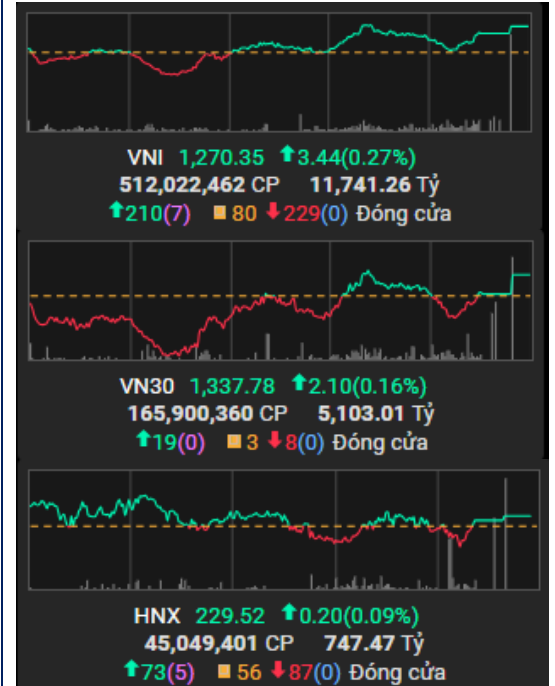 VNI 1,270.35 ⬆3.44(0.27%)
512,022,462 CP 11,741.26 Tỷ
⬆210(7) ■ 80 ⬇229(0) Đóng cửa
VN30 1,337.78 ⬆2.10(0.16%)
165,900,360 CP 5,103.01 Tỷ
⬆19(0) ■ 3 ⬇8(0) Đóng cửa
HNX 229.52 ⬆0.20(0.09%)
45,049,401 CP 747.47 Tỷ
⬆73(5) ■ 56 ⬇87(0) Đóng cửa